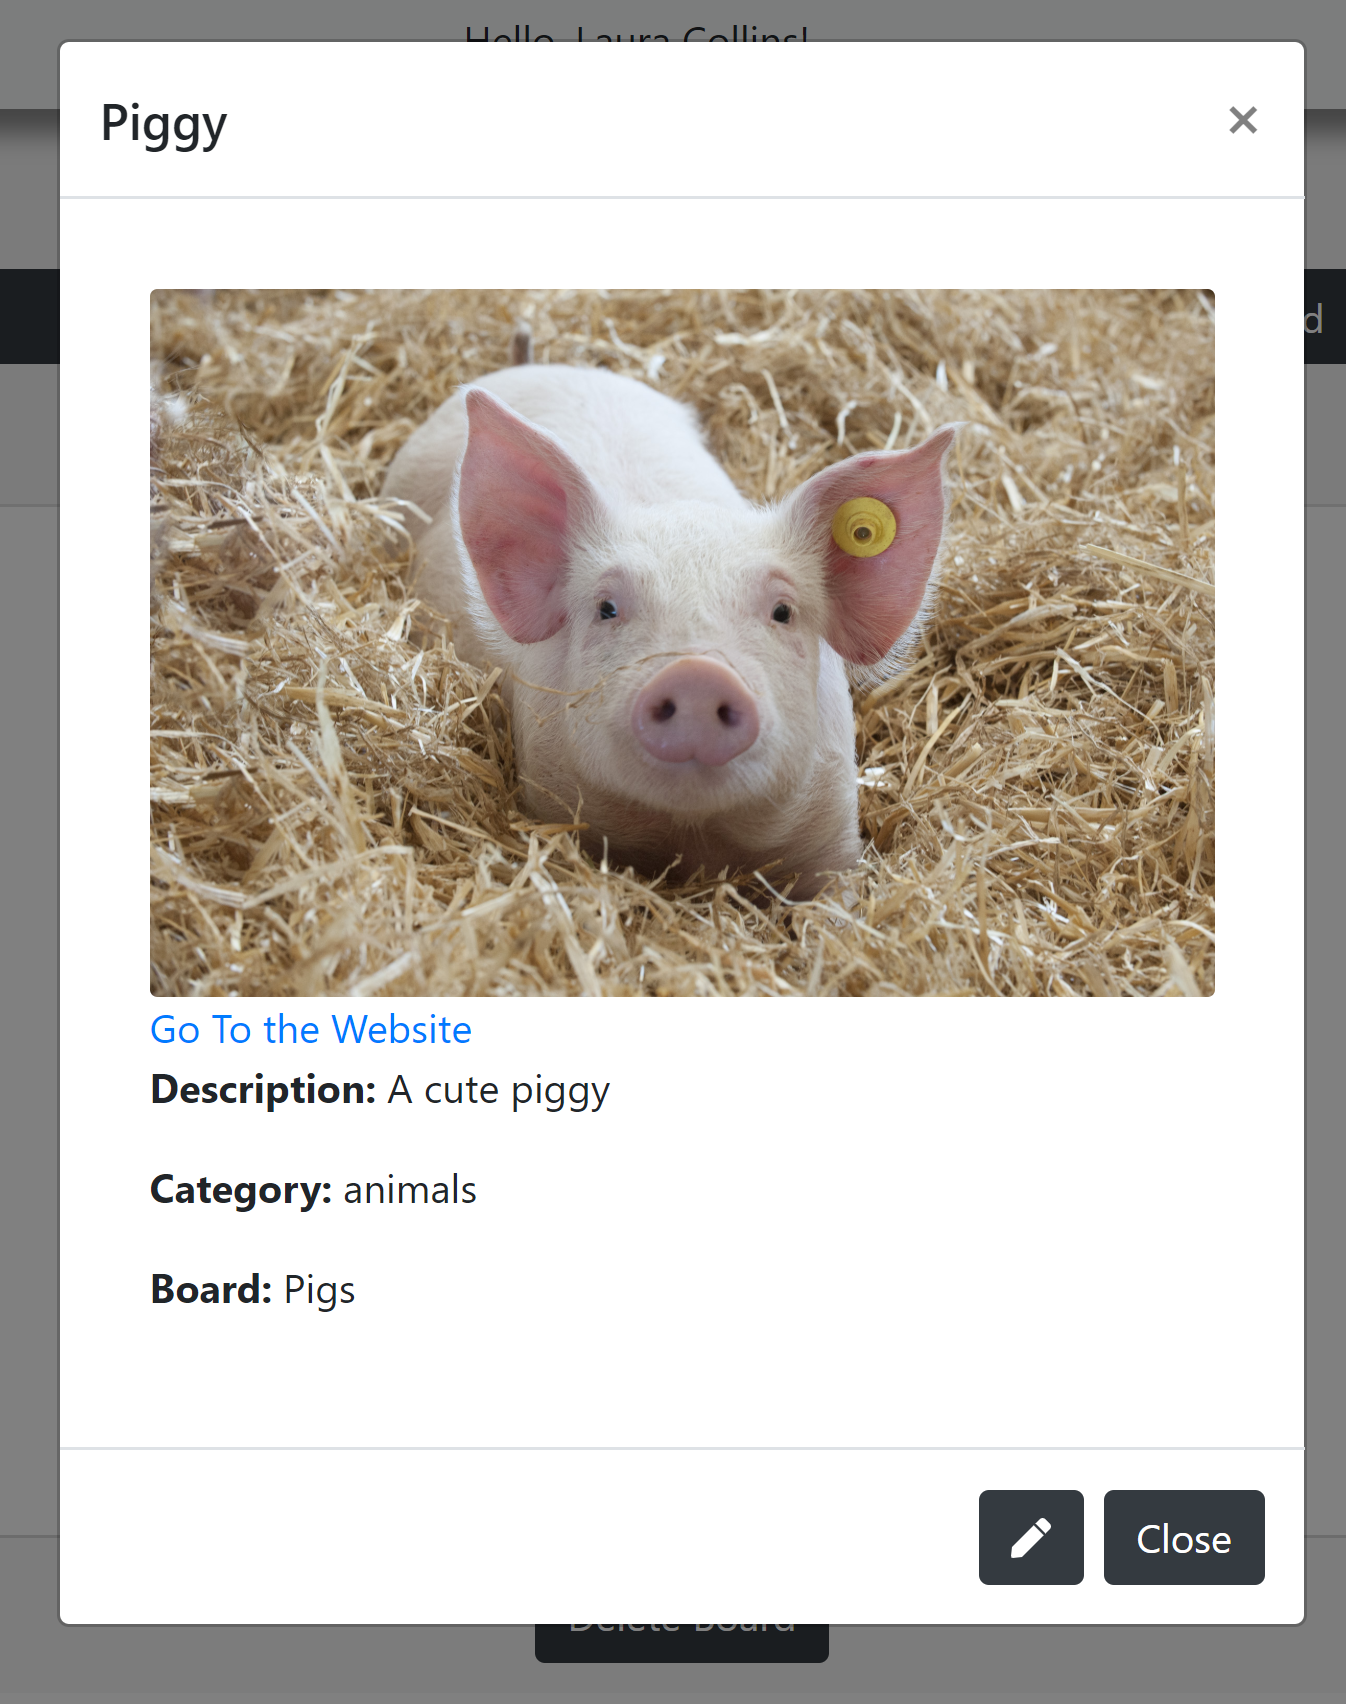 Hello, Laura Collins!
Piggy
×
d
Go To the Website
Description: A cute piggy
Category: animals
Board: Pigs
Close
Delete Board